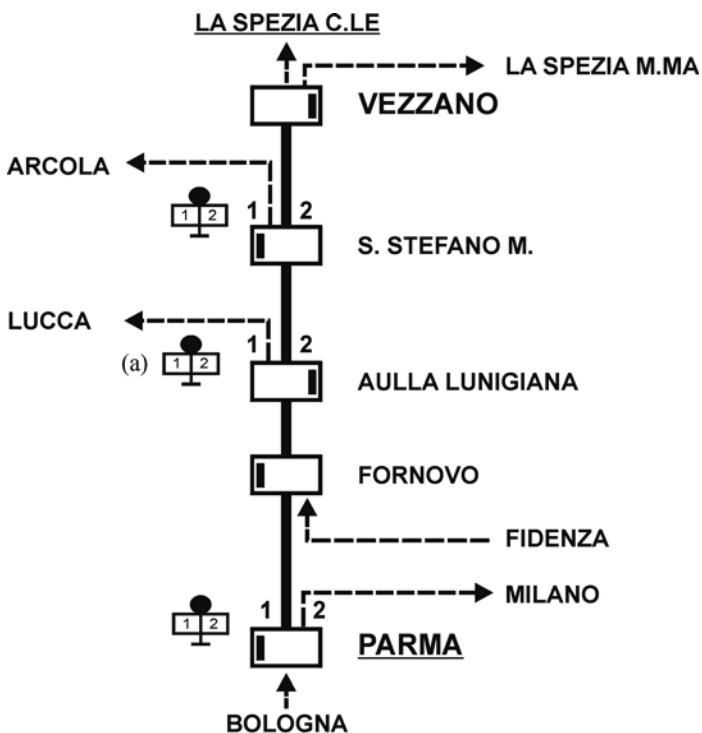 LA SPEZIA C.LE
LA SPEZIA M.MA
VEZZANO
ARCOLA
1 2 1 2
S. STEFANO M.
LUCCA
(a) 1 2 1 2
AULLA LUNIGIANA
FORNOVO
FIDENZA
MILANO
1 2 1 2
PARMA
BOLOGNA